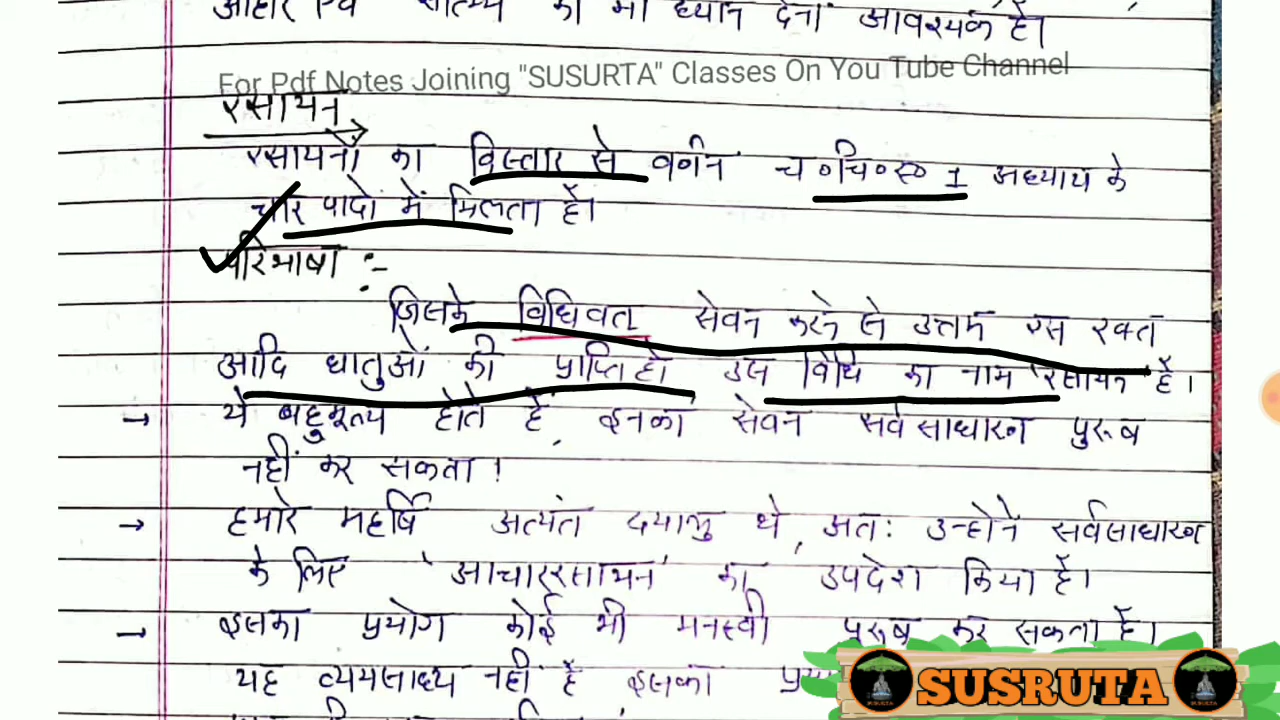 आहार एवं सात्म्य का भी ध्यान देना आवश्यक है।
For Pdf Notes Joining "SUSURTA" Classes On You Tube Channel
रसायन
रसायनों का विस्तार से वर्णन च०चि०स्० 1 अध्याय के
चार पादों में मिलता है।
परिभाषा :-
जिसके विधिवत सेवन करने से उत्तम रस रक्त
आदि धातुओं की प्राप्ति हो उस विधि का नाम 'रसायन' है।
→ ये बहुमूल्य होते हैं, इनका सेवन सर्वसाधारण पुरूष
नहीं कर सकता।
→ हमारे महर्षि अत्यंत दयालु थे, अतः उन्होनें सर्वसाधारण
के लिए 'आचाररसायन' का उपदेश किया है।
→ इसका प्रयोग कोई भी मनस्वी पुरूष कर सकता है।
यह व्ययसाध्य नहीं है इसका
SUSRUTA